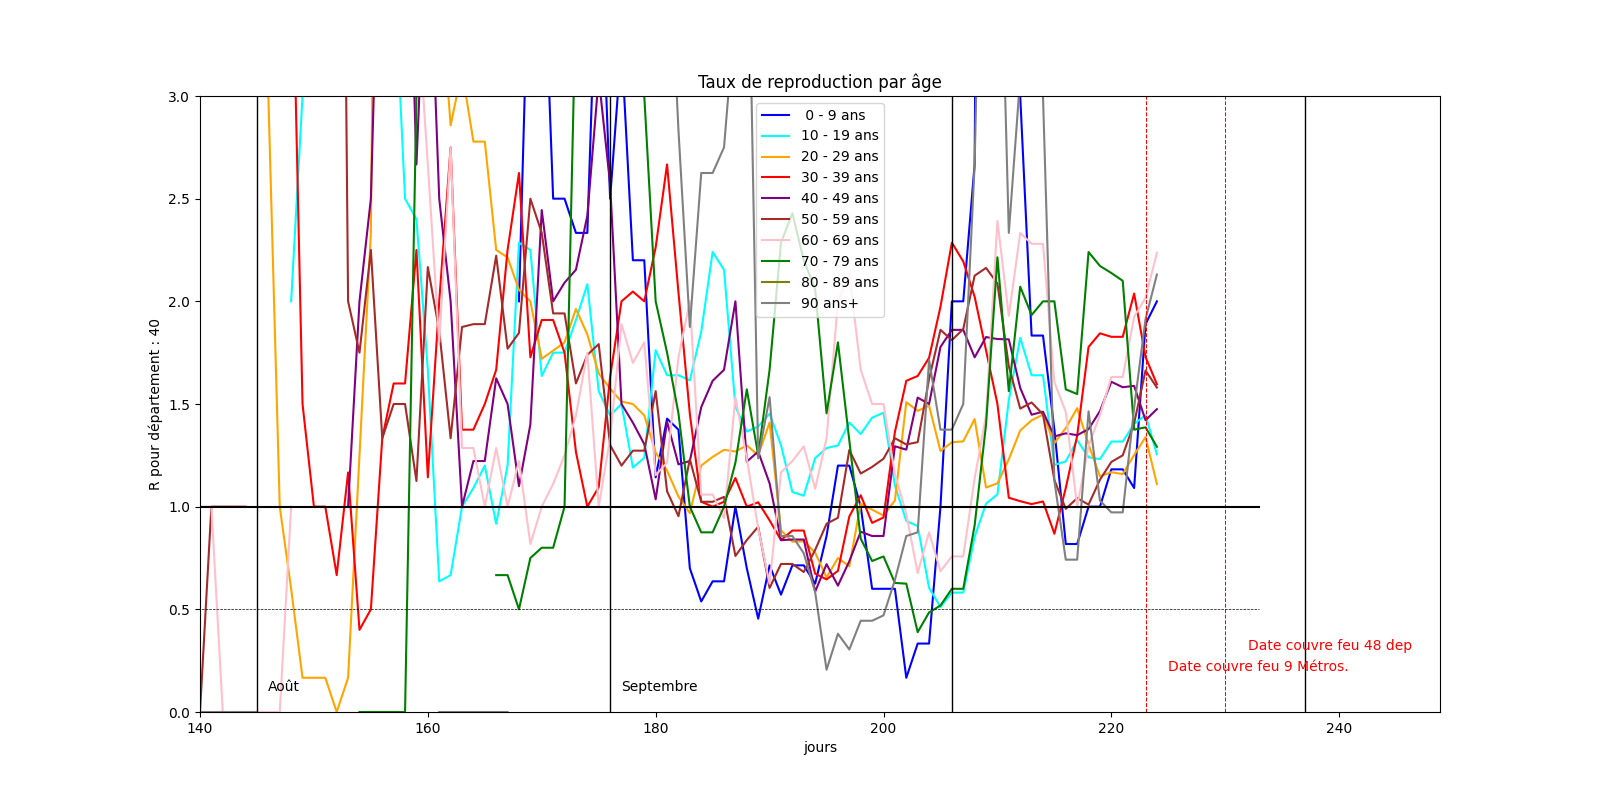 Taux de reproduction par âge
R pour département : 40
3.0
2.5
2.0
1.5
1.0
0.5
0.0
0 - 9 ans
10 - 19 ans
20 - 29 ans
30 - 39 ans
40 - 49 ans
50 - 59 ans
60 - 69 ans
70 - 79 ans
80 - 89 ans
90 ans+
Date couvre feu 48 dep
Date couvre feu 9 Métros.
Août
Septembre
140
160
180
200
220
240
jours